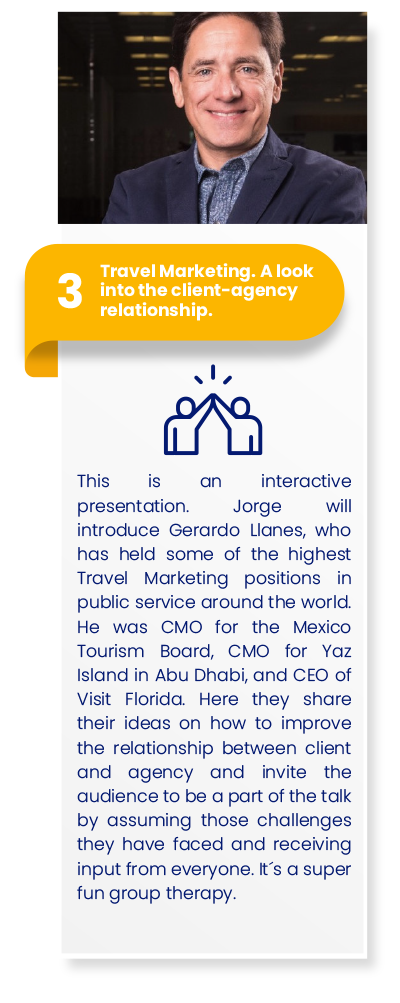 3
Travel Marketing. A look
into the client-agency
relationship.
This is an interactive
presentation. Jorge will
introduce Gerardo Llanes, who
has held some of the highest
Travel Marketing positions in
public service around the world.
He was CMO for the Mexico
Tourism Board, CMO for Yaz
Island in Abu Dhabi, and CEO of
Visit Florida. Here they share
their ideas on how to improve
the relationship between client
and agency and invite the
audience to be a part of the talk
by assuming those challenges
they have faced and receiving
input from everyone. It´s a super
fun group therapy.